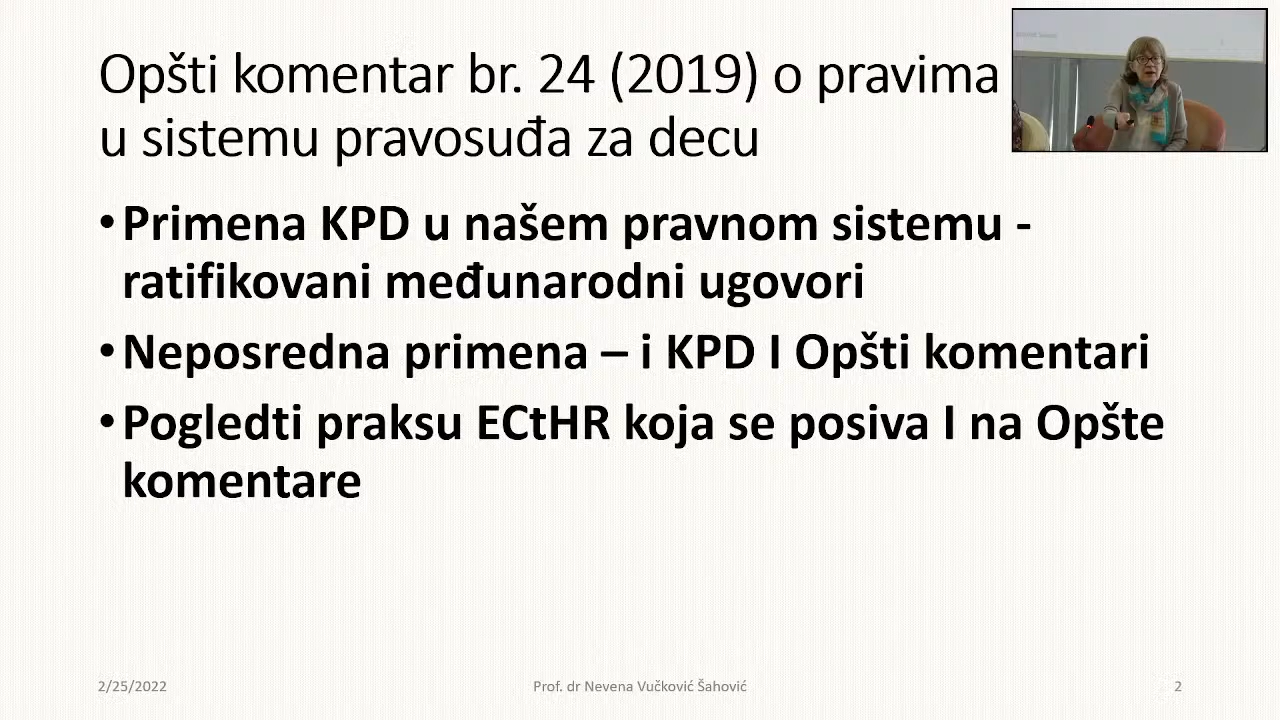 Opšti komentar br. 24 (2019) o pravima
u sistemu pravosuđa za decu
•Primena KPD u našem pravnom sistemu -
ratifikovani međunarodni ugovori
•Neposredna primena – i KPD I Opšti komentari
•Pogledti praksu ECtHR koja se posiva I na Opšte
komentare
2/25/2022
Prof. dr Nevena Vučković Šahović
2